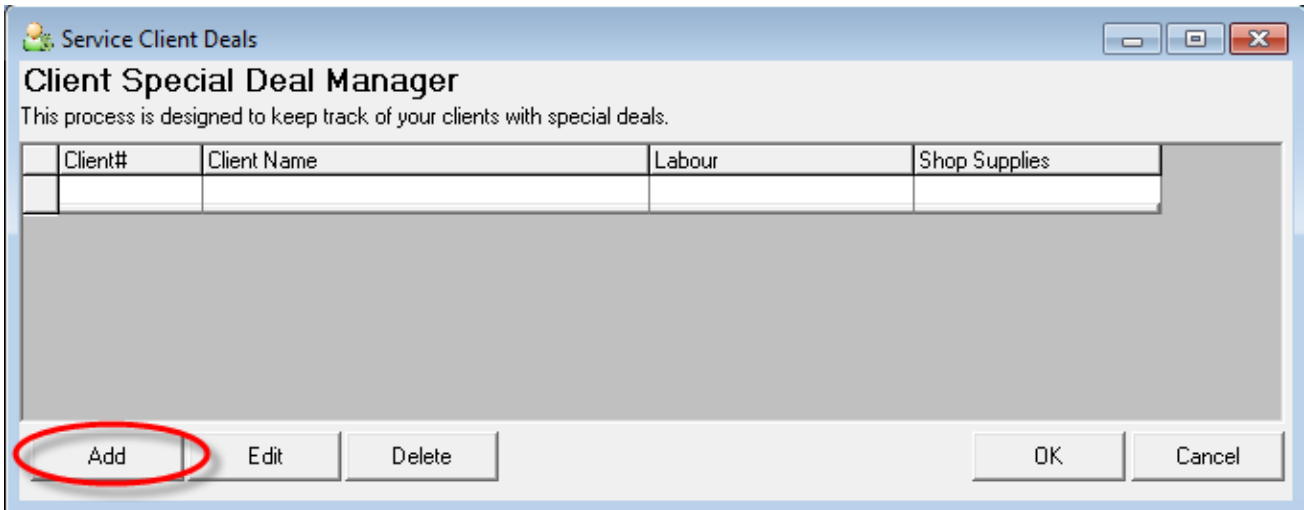 Service Client Deals
Client Special Deal Manager
This process is designed to keep track of your clients with special deals.
Client# Client Name Labour Shop Supplies
Add Edit Delete OK Cancel